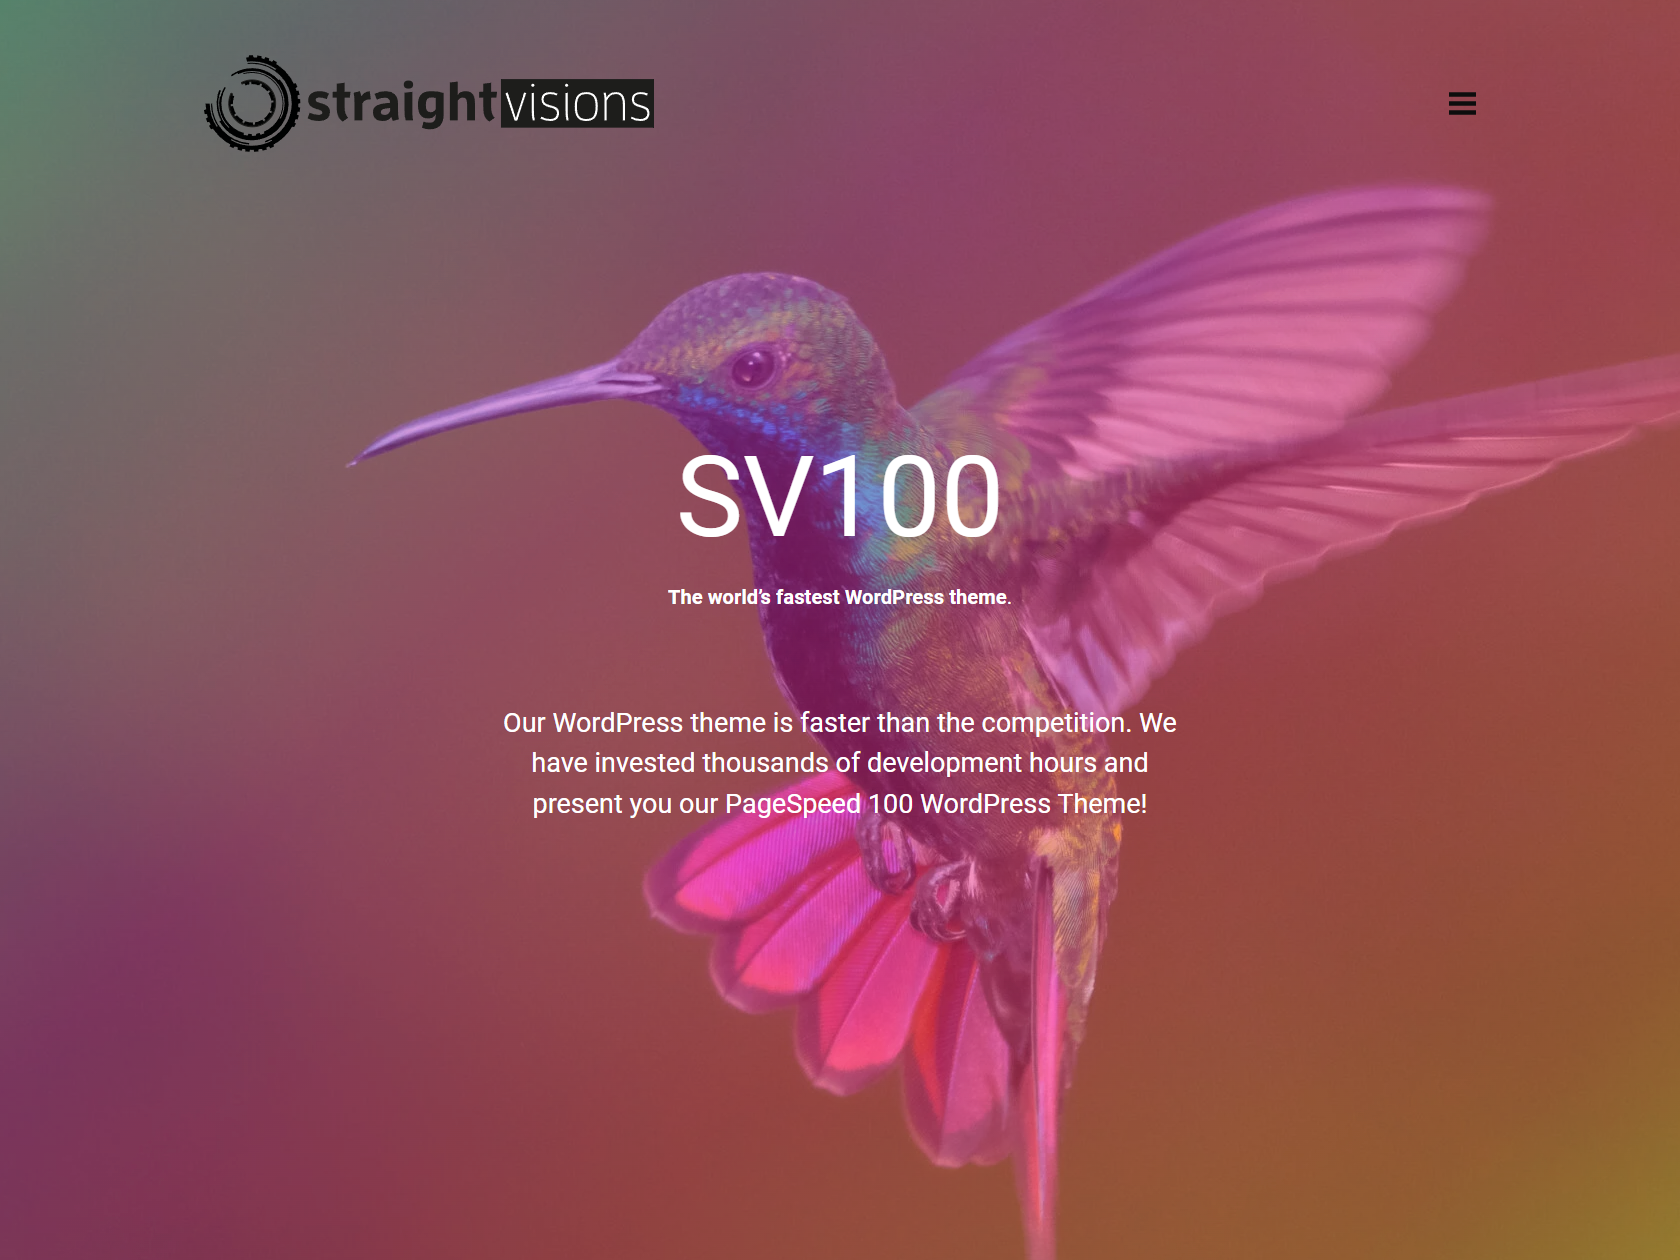 straightvisions
SV100
The world's fastest WordPress theme.
Our WordPress theme is faster than the competition. We
have invested thousands of development hours and
present you our PageSpeed 100 WordPress Theme!